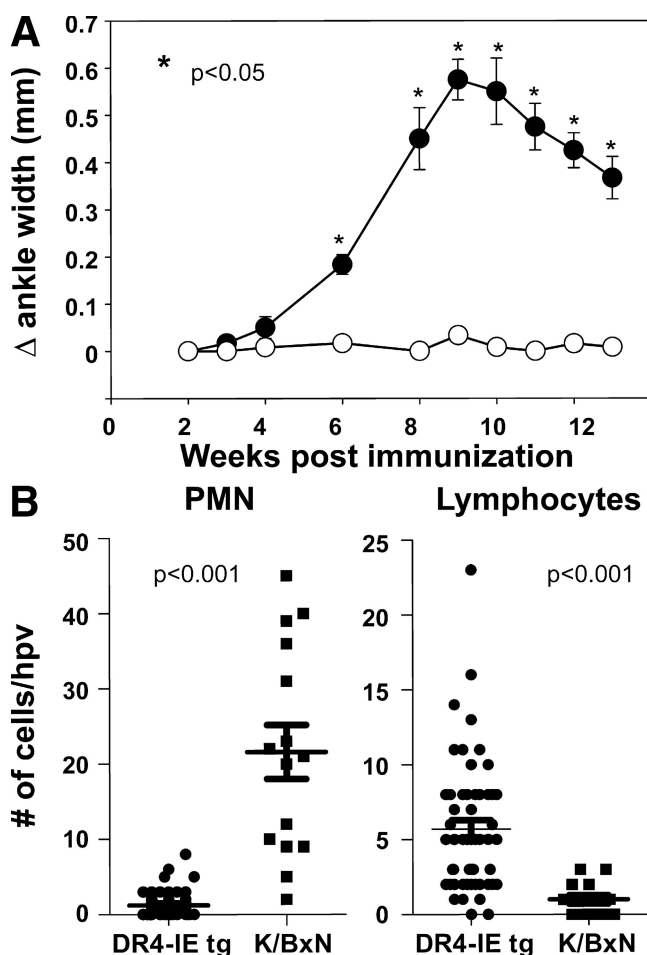 A
0.7
0.6
0.5
0.4
0.3
0.2
0.1
0
Δ ankle width (mm)
* p<0.05
* * * * * * *
0 2 4 6 8 10 12
Weeks post immunization
B
PMN
Lymphocytes
# of cells/hpv
50
40
30
20
10
0
p<0.001
DR4-IE tg K/BxN
25
20
15
10
5
0
p<0.001
DR4-IE tg K/BxN